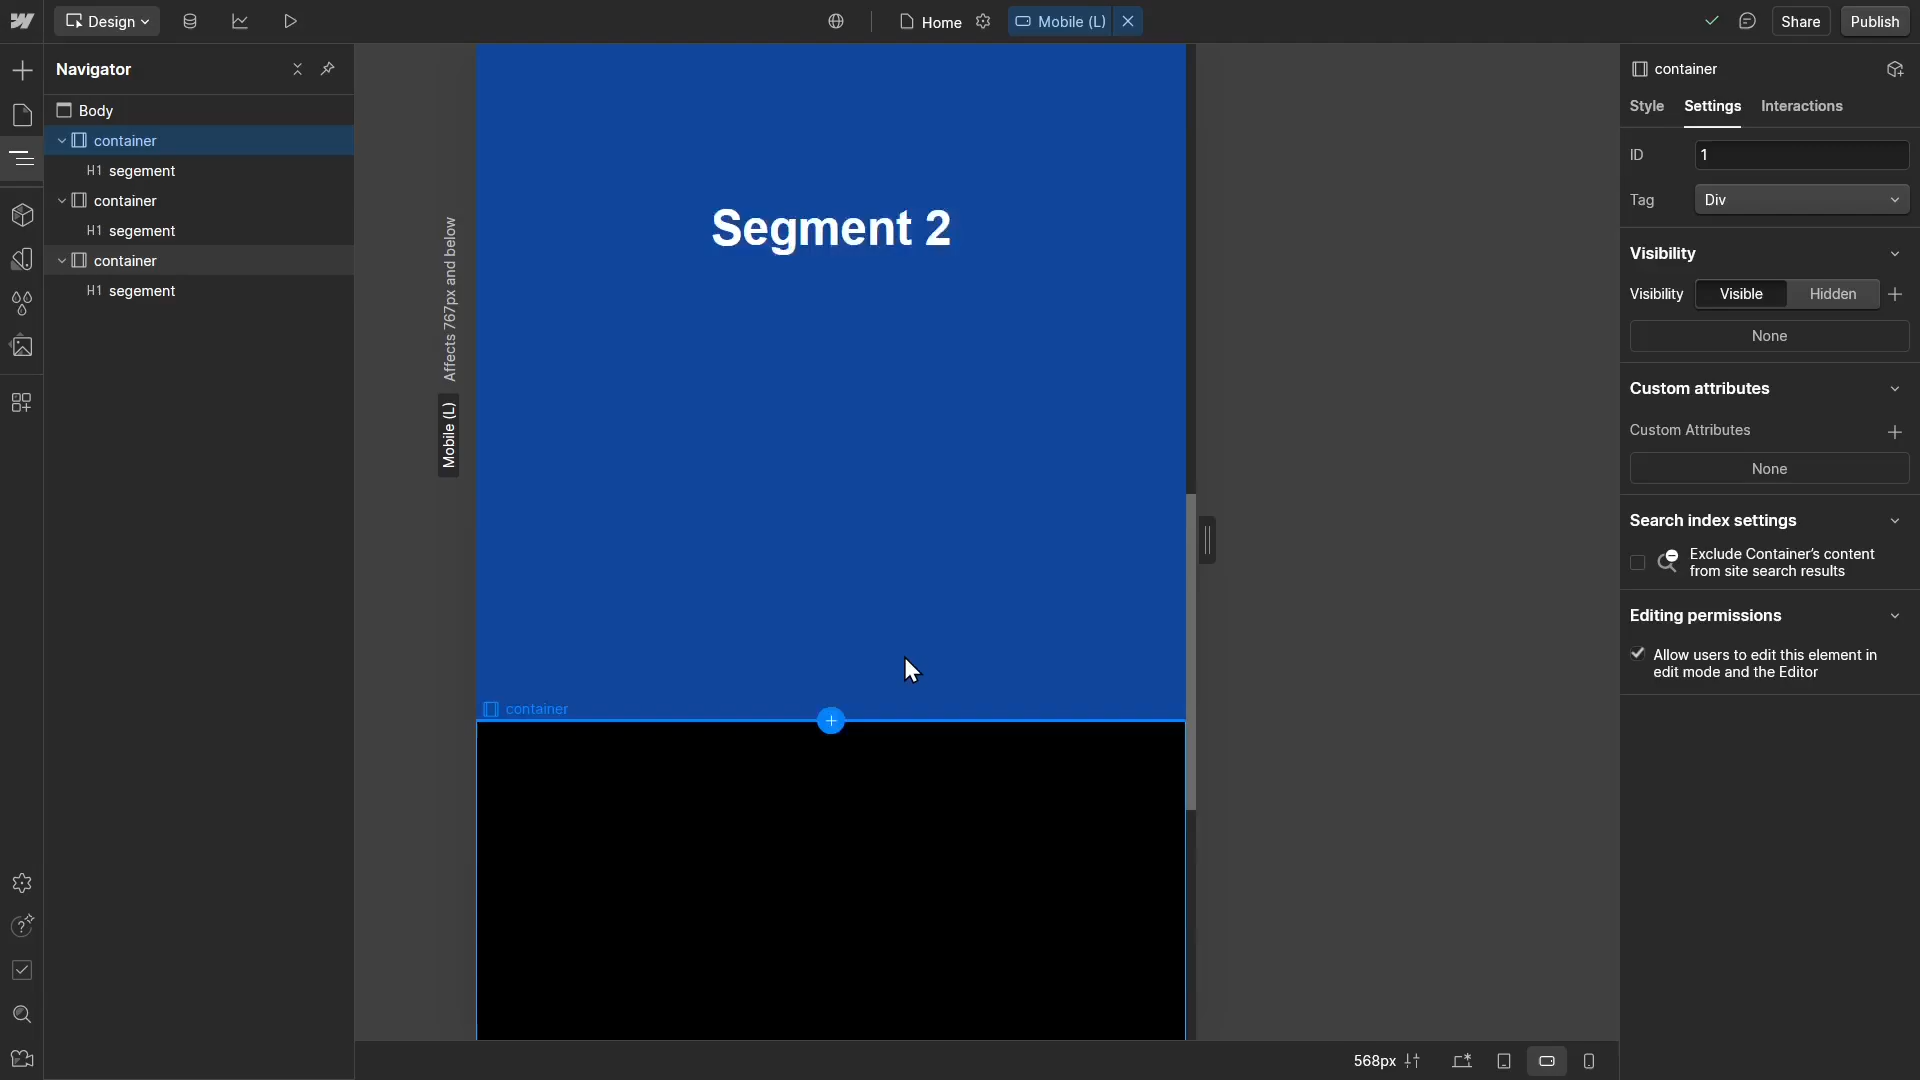 Design
Home
Mobile (L)
Share
Publish
Navigator
Body
container
H1 segement
container
H1 segement
container
H1 segement
Affects 767px and below
Mobile (L)
Segment 2
container
568px
container
Style Settings Interactions
ID 1
Tag Div
Visibility
Visibility Visible Hidden
None
Custom attributes
Custom Attributes
None
Search index settings
Exclude Container's content
from site search results
Editing permissions
Allow users to edit this element in
edit mode and the Editor